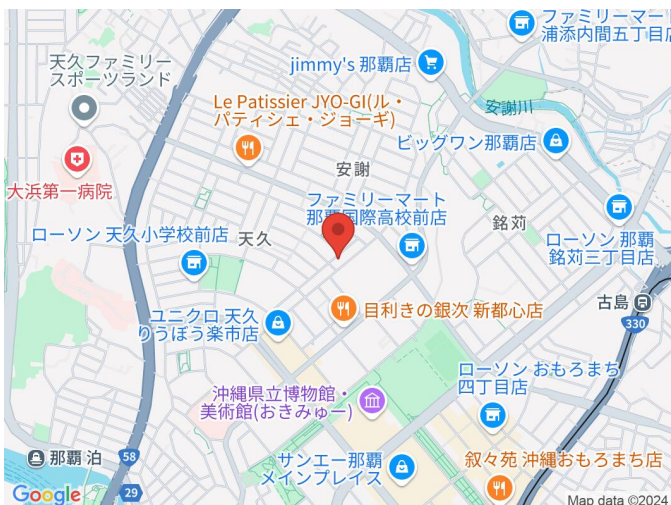 ファミリーマート
浦添内間五丁目店
天久ファミリー
スポーツランド
jimmy's 那覇店
安謝川
Le Patissier JYO-GI(ル・
パティシェ・ジョーギ)
ビッグワン那覇店
安謝
大浜第一病院
ファミリーマート
那覇国際高校前店
銘苅
ローソン 天久小学校前店
天久
ローソン 那覇
銘苅三丁目店
古島
330
ユニクロ 天久
りうぼう楽市店
目利きの銀次 新都心店
沖縄県立博物館・
美術館(おきみゅー)
ローソン おもろまち
四丁目店
那覇 泊
58
サンエー那覇
メインプレイス
叙々苑 沖縄おもろまち店
29
Google
Map data ©2024